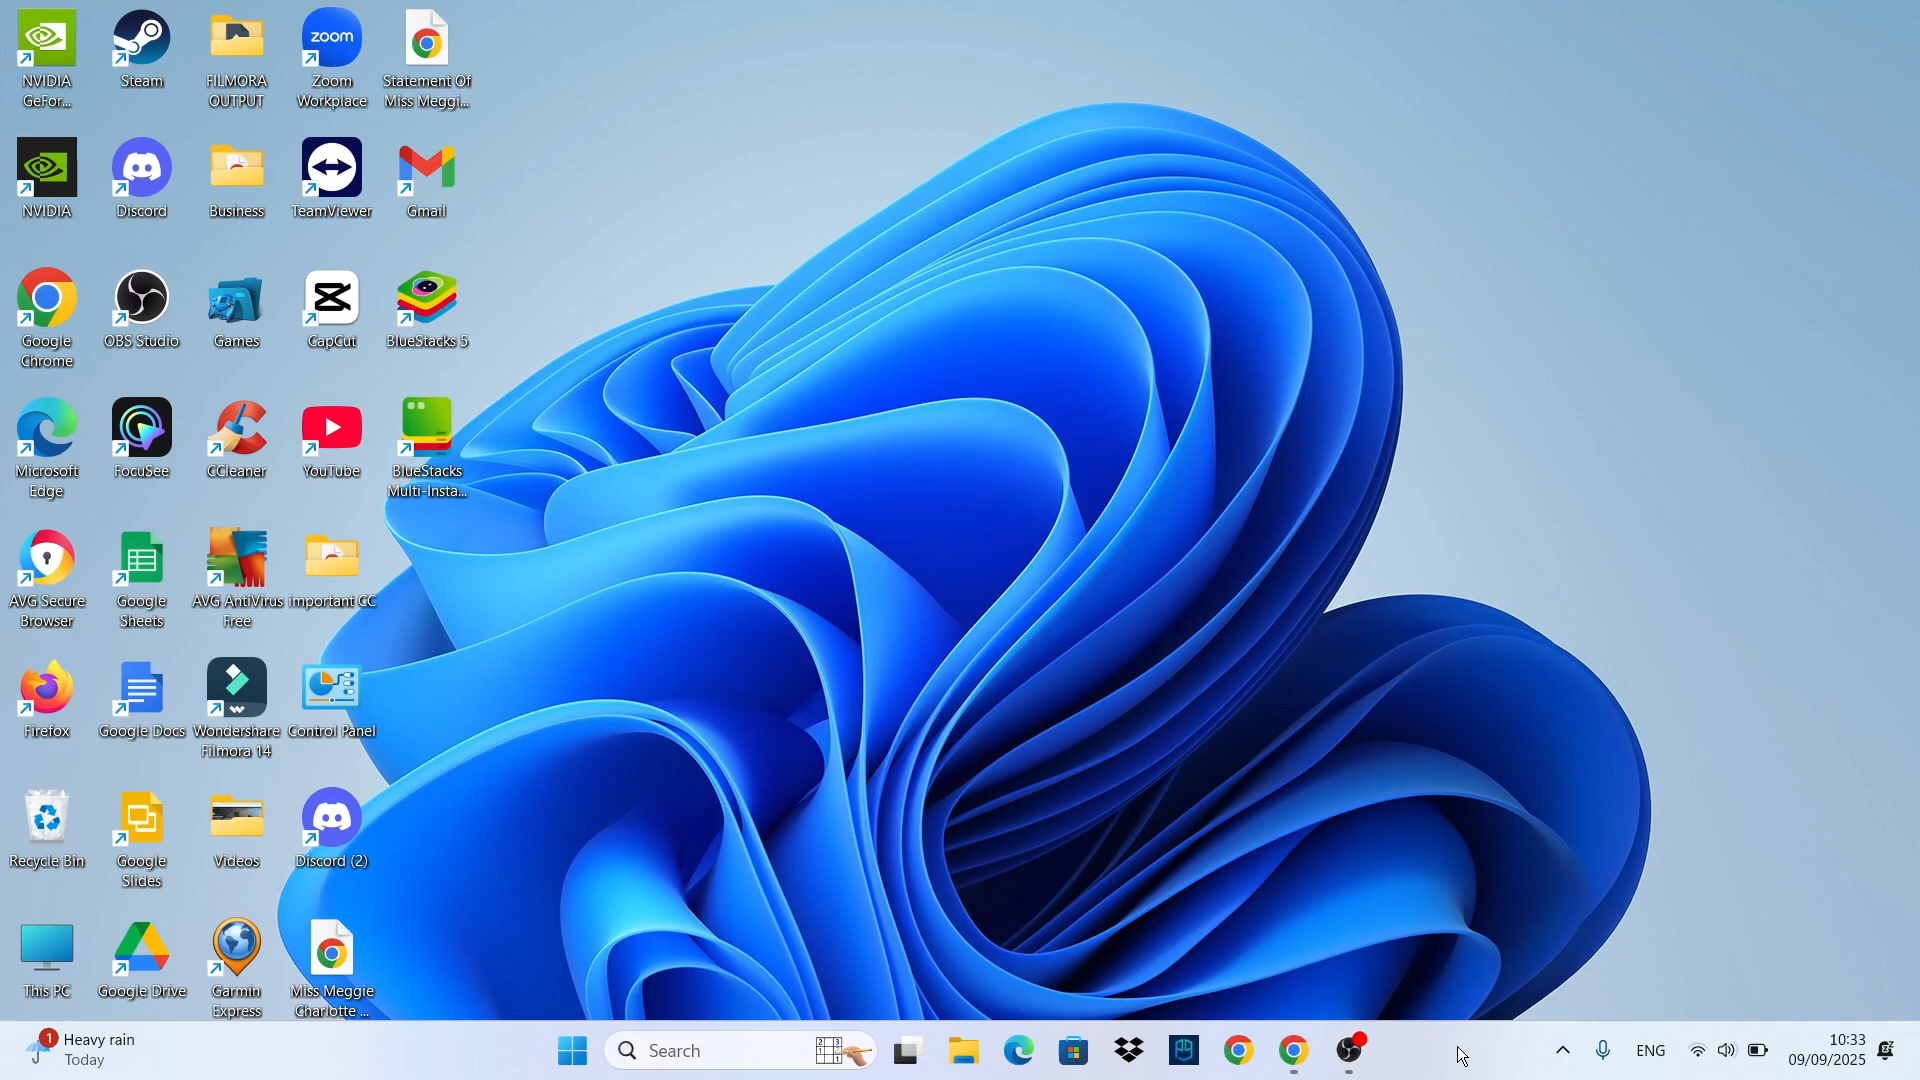 NVIDIA
GeFor...
Steam
FILMORA
OUTPUT
zoom
Zoom
Workplace
Statement Of
Miss Meggi...
NVIDIA
Discord
Business
TeamViewer
Gmail
Google
Chrome
OBS Studio
Games
CapCut
BlueStacks 5
Microsoft
Edge
FocuSee
CCleaner
YouTube
BlueStacks
Multi-Insta...
AVG Secure
Browser
Google
Sheets
AVG AntiVirus
Free
important CC
Firefox
Google Docs
Wondershare
Filmora 14
Control Panel
Recycle Bin
Google
Slides
Videos
Discord (2)
This PC
Google Drive
Garmin
Express
Miss Meggie
Charlotte ...
1
Heavy rain
Today
Search
ENG
10:33
09/09/2025